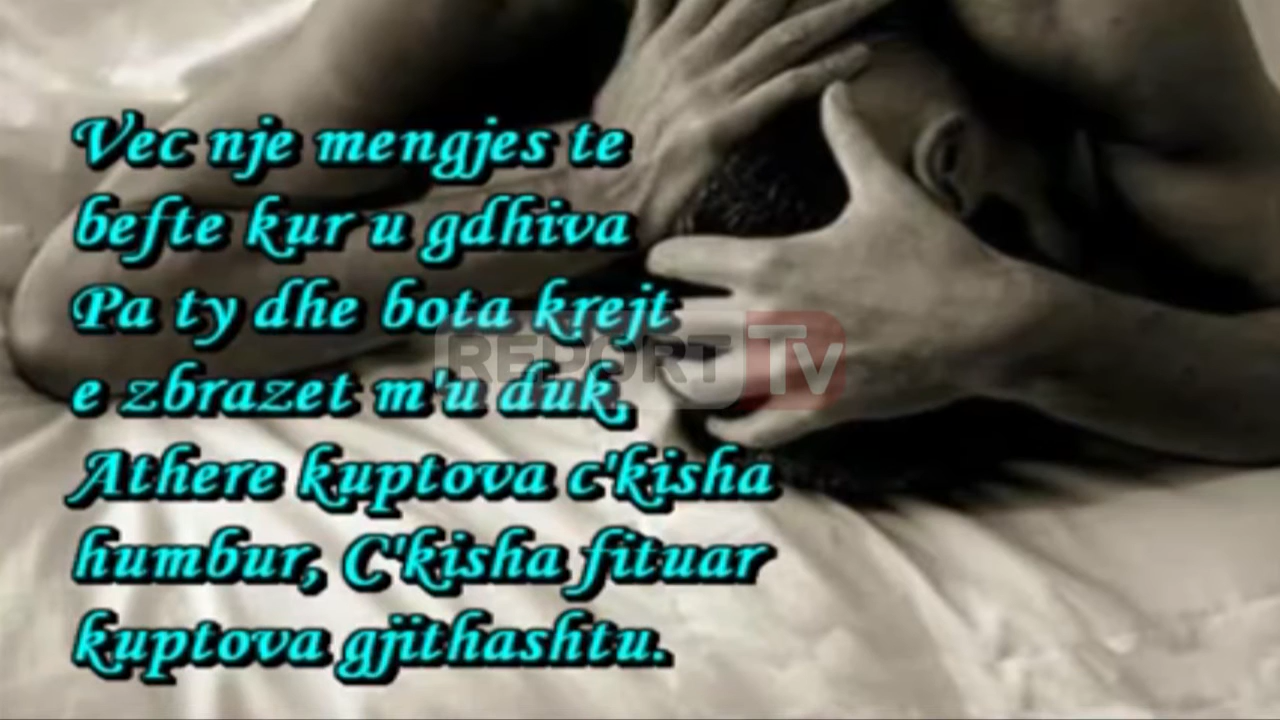 Vec nje mengjes te
befte kur u gdhiva
Pa ty dhe bota krejt
e zbrazet m'u duk,
Athere kuptova c'kisha
humbur, C'kisha fituar
kuptova gjithashtu.
REPORT Tv